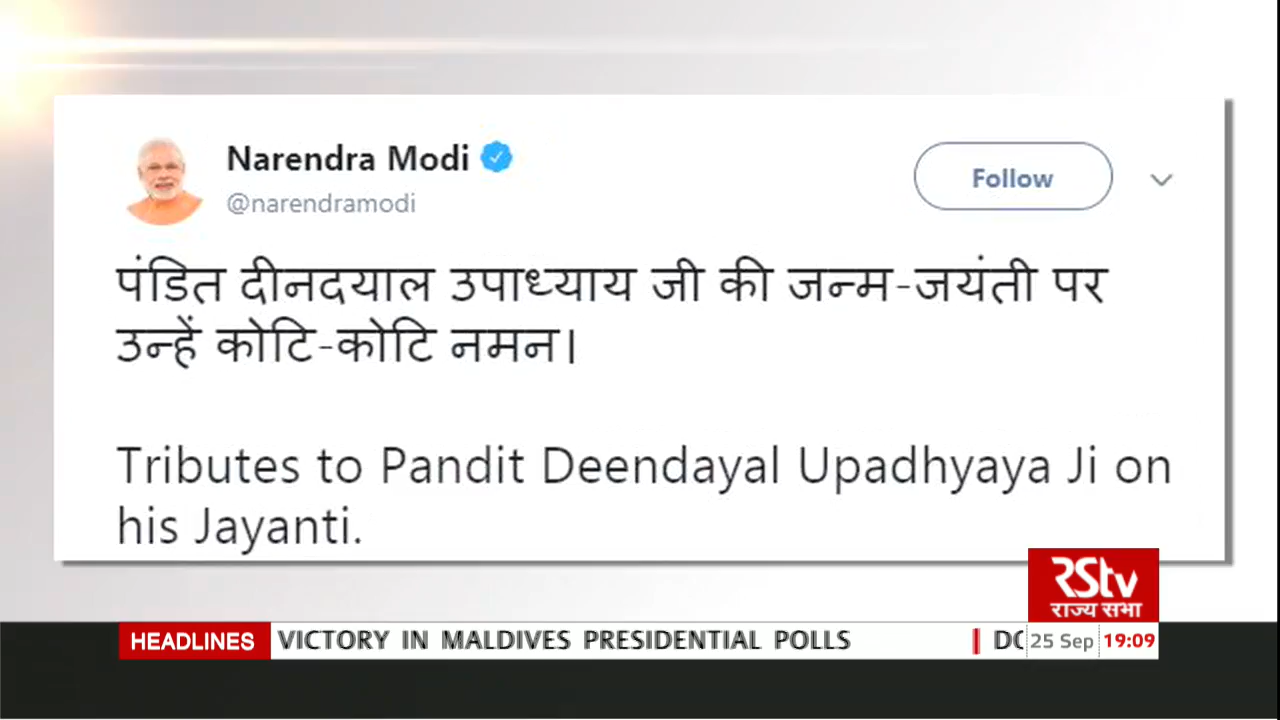 Narendra Modi
@narendramodi
Follow
पंडित दीनदयाल उपाध्याय जी की जन्म-जयंती पर
उन्हें कोटि-कोटि नमन।
Tributes to Pandit Deendayal Upadhyaya Ji on
his Jayanti.
RStv
राज्य सभा
HEADLINES VICTORY IN MALDIVES PRESIDENTIAL POLLS 25 Sep 19:09